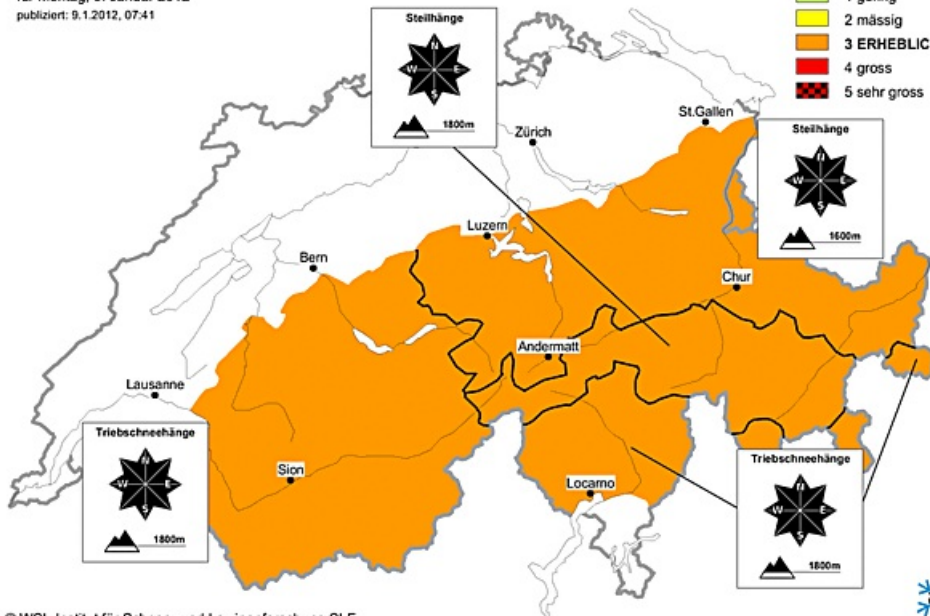 publiziert: 9.1.2012, 07:41
Steilhänge
N
W E
S
1800m
2 mässig
3 ERHEBLIC
4 gross
5 sehr gross
St.Gallen
Zürich
Steilhänge
N
W E
S
1600m
Luzern
Bern
Chur
Andermatt
Lausanne
Triebschneehänge
N
W E
S
1800m
Sion
Locarno
Triebschneehänge
N
W E
S
1800m